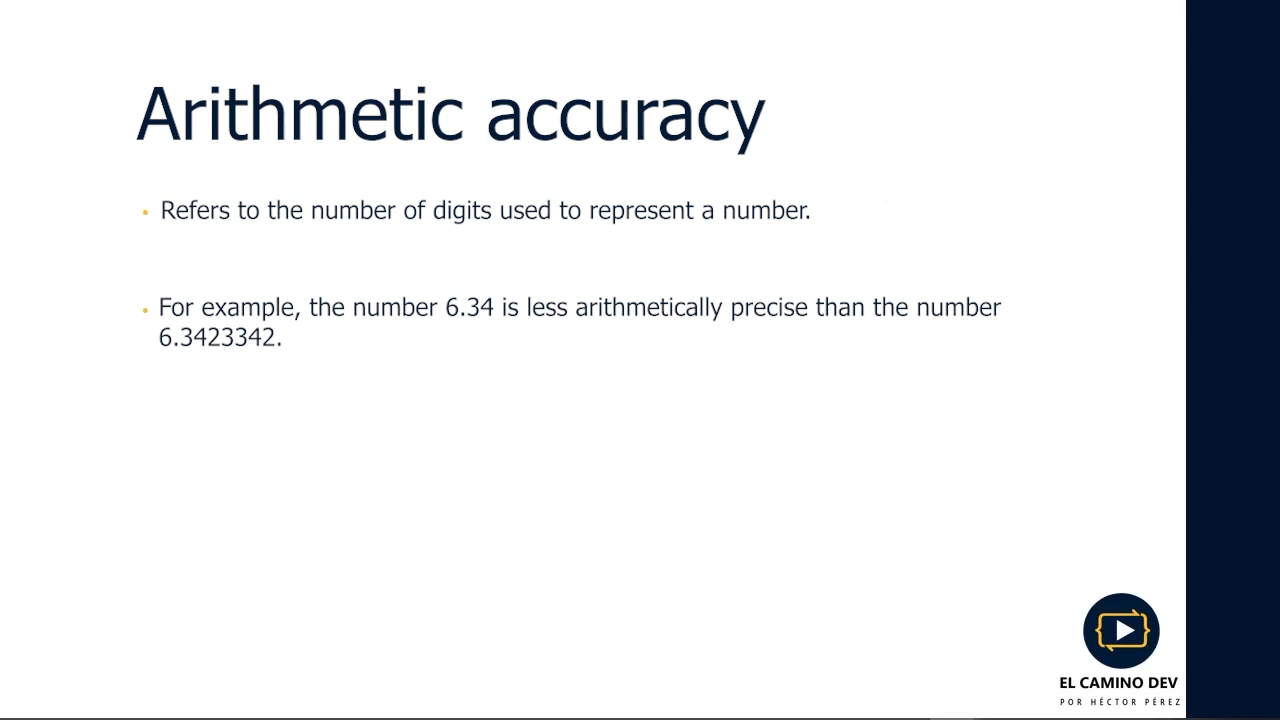 Arithmetic accuracy
• Refers to the number of digits used to represent a number.
• For example, the number 6.34 is less arithmetically precise than the number
6.3423342.
EL CAMINO DEV
POR HÉCTOR PÉREZ